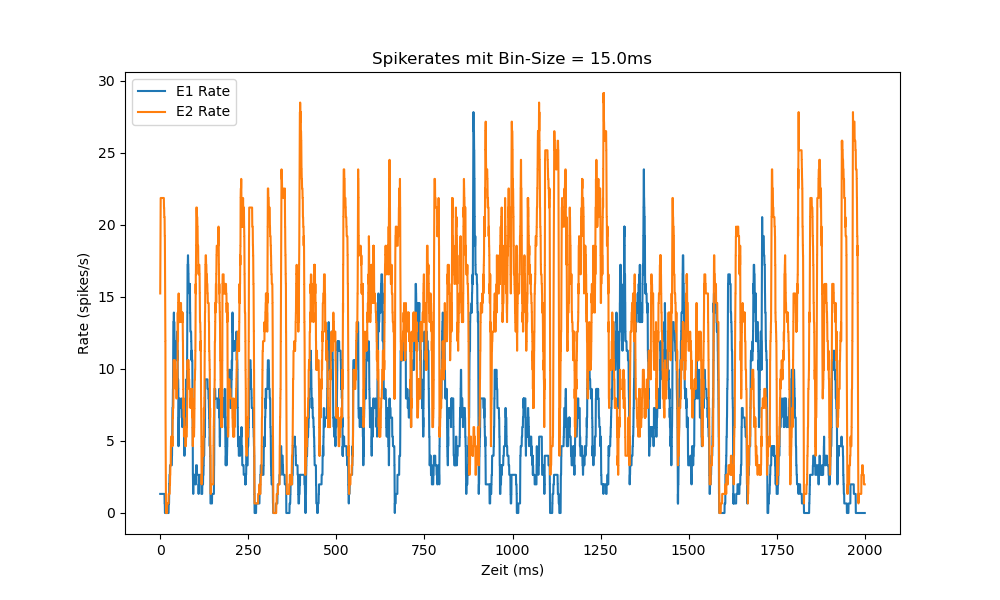 Spikerates mit Bin-Size = 15.0ms
E1 Rate
E2 Rate
30
25
20
15
10
5
0
Rate (spikes/s)
0 250 500 750 1000 1250 1500 1750 2000
Zeit (ms)